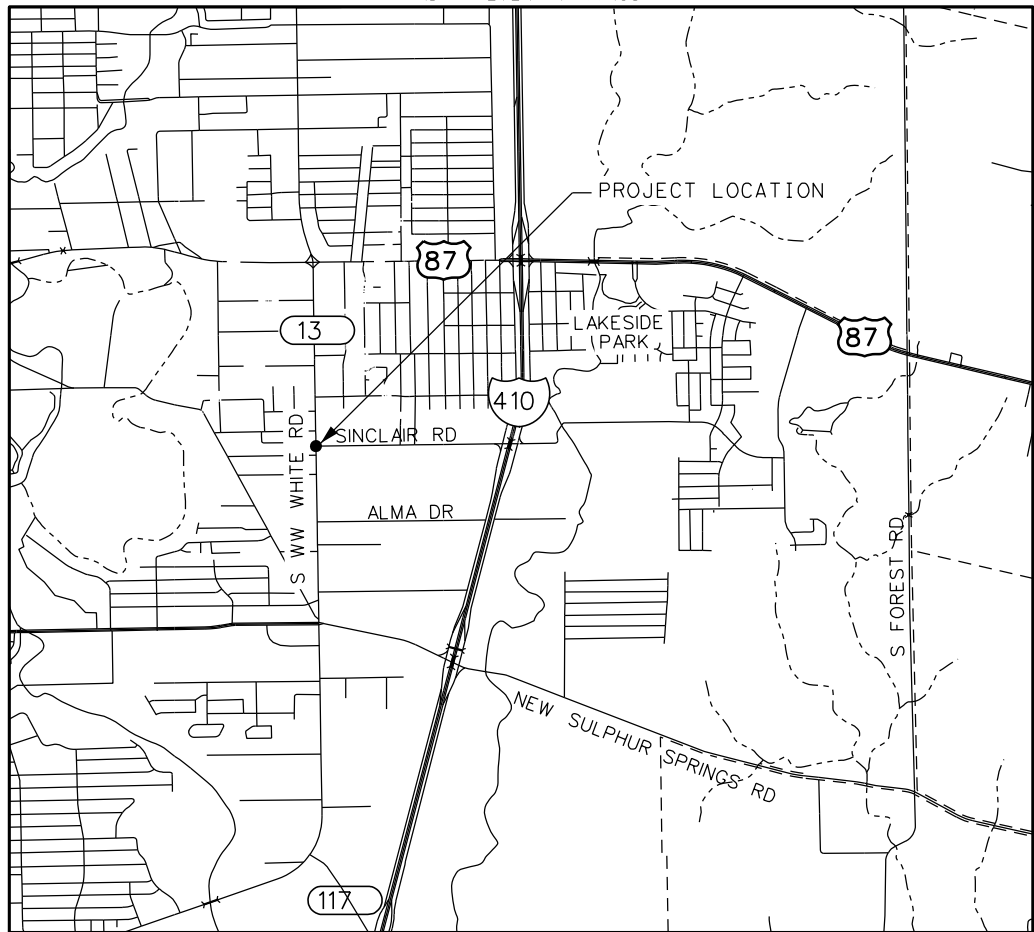 PROJECT LOCATION
87
13
LAKESIDE
PARK
87
410
SINCLAIR RD
S WW WHITE RD
ALMA DR
S FOREST RD
NEW SULPHUR SPRINGS RD
117